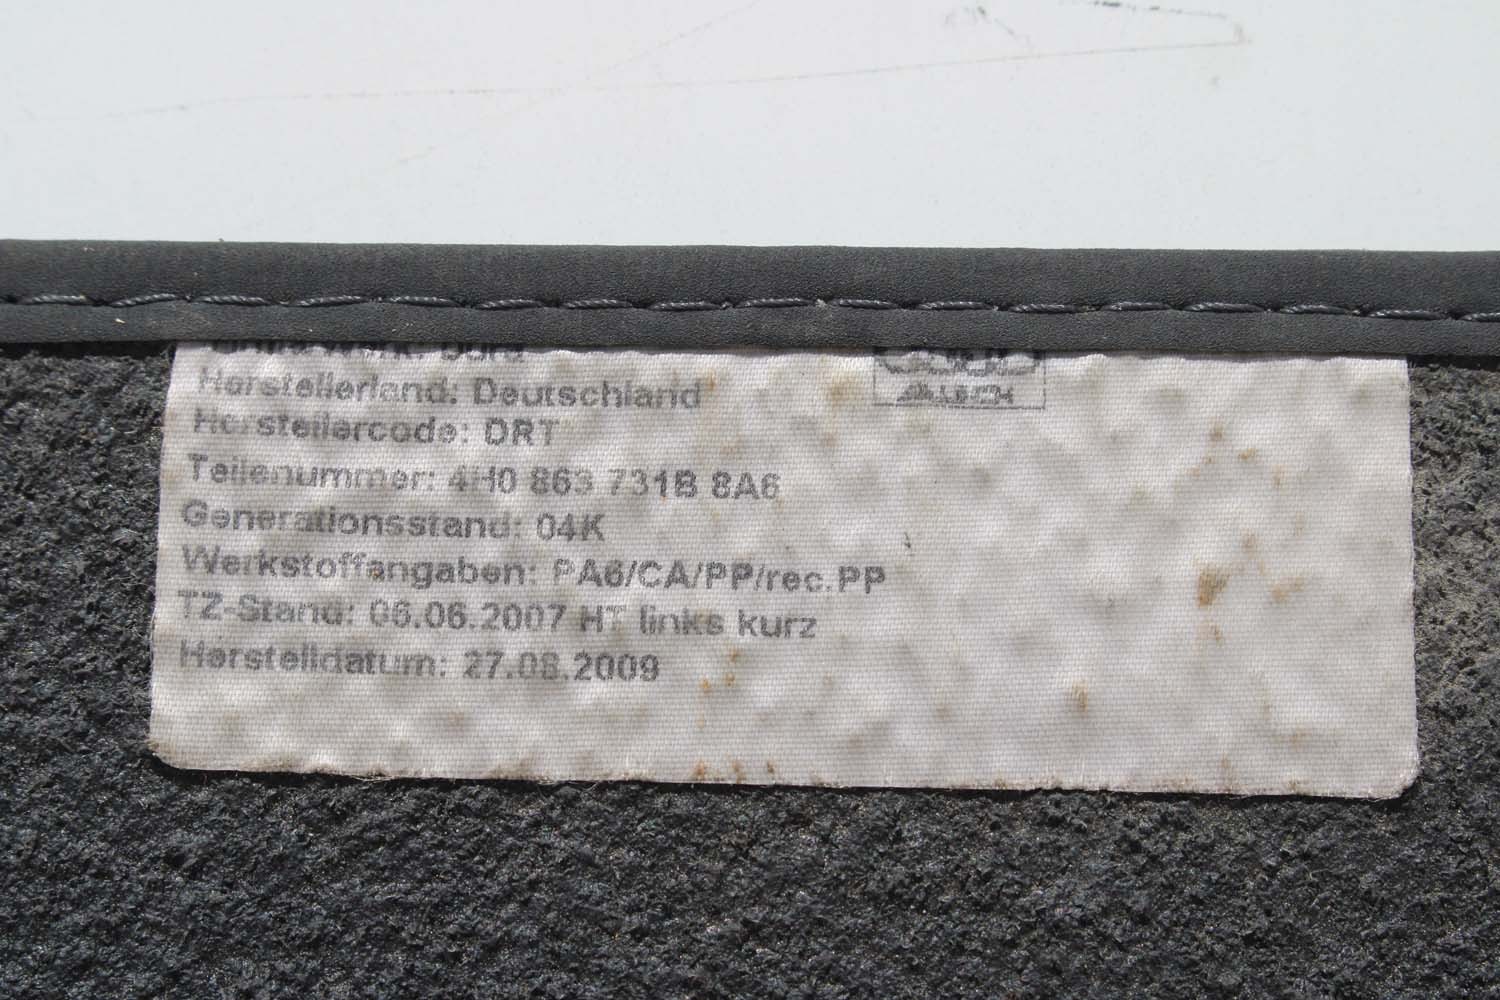 Herstellerland: Deutschland
Herstellercode: DRT
Teilenummer: 4H0 863 731B 8A6
Generationsstand: 04K
Werkstoffangaben: PA6/CA/PP/rec.PP
TZ-Stand: 06.06.2007 HT links kurz
Herstelldatum: 27.08.2009